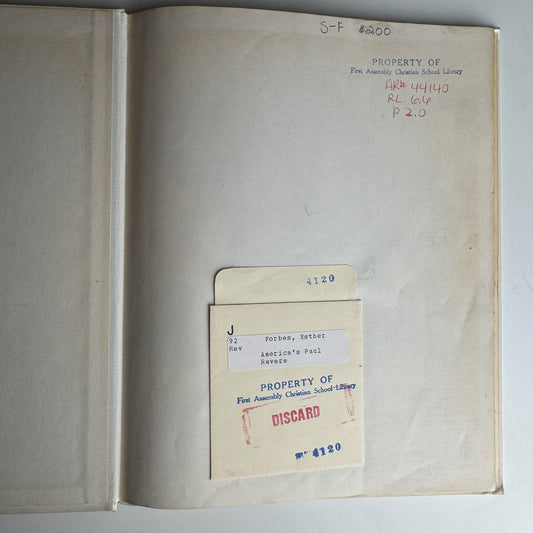 S-F $200
PROPERTY OF
First Assembly Christian School Library
AR# 44140
RL 6.6
P 2.0
4120
J
92 Forbes, Esther
Rev
America's Paul
Revere
PROPERTY OF
First Assembly Christian School Library
DISCARD
4120